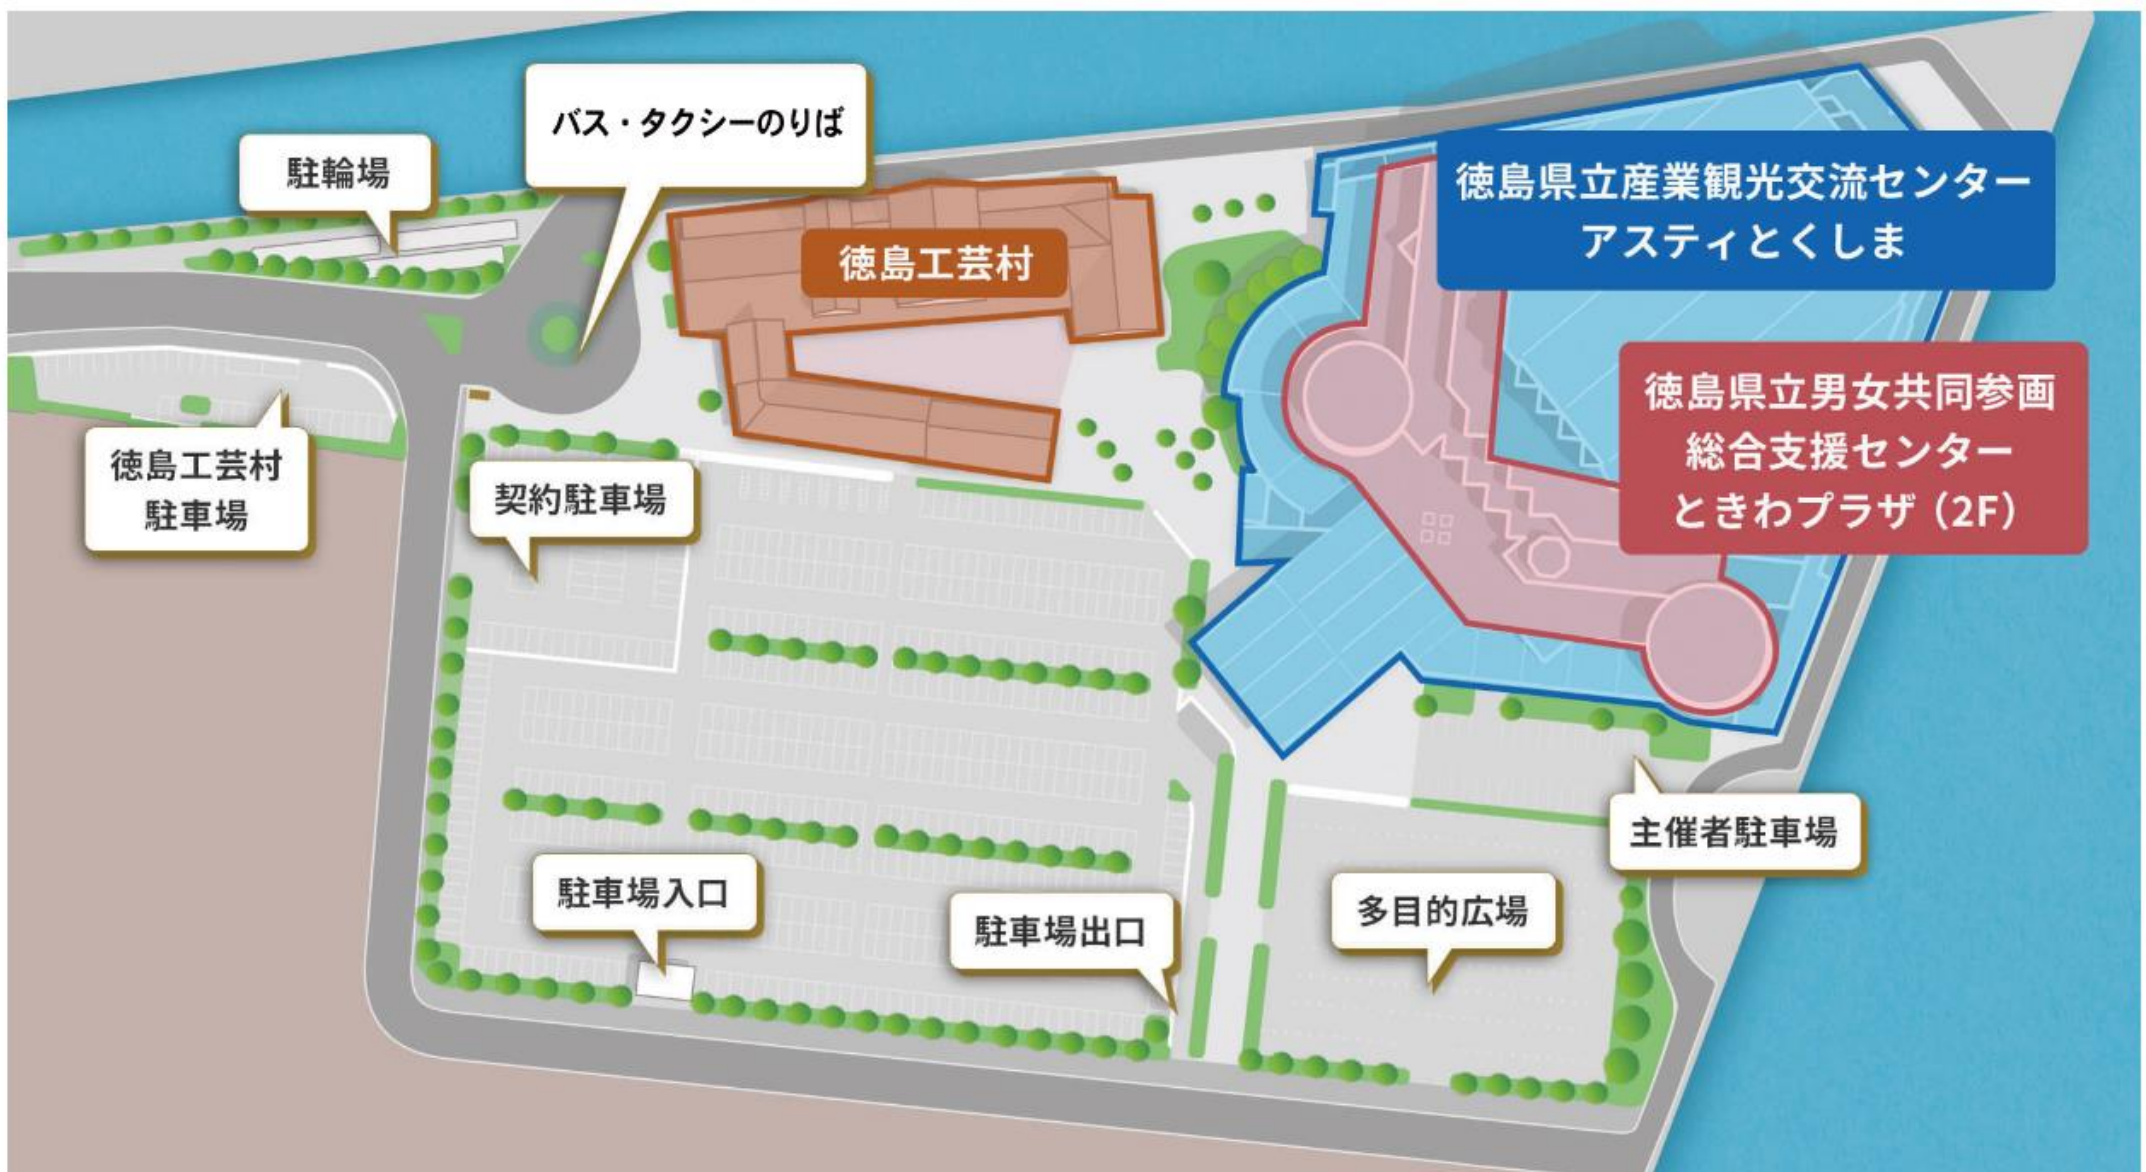 バス・タクシーのりば
駐輪場
徳島県立産業観光交流センター
アスティとくしま
徳島工芸村
徳島県立男女共同参画
総合支援センター
ときわプラザ（2F）
徳島工芸村
駐車場
契約駐車場
主催者駐車場
駐車場入口
駐車場出口
多目的広場